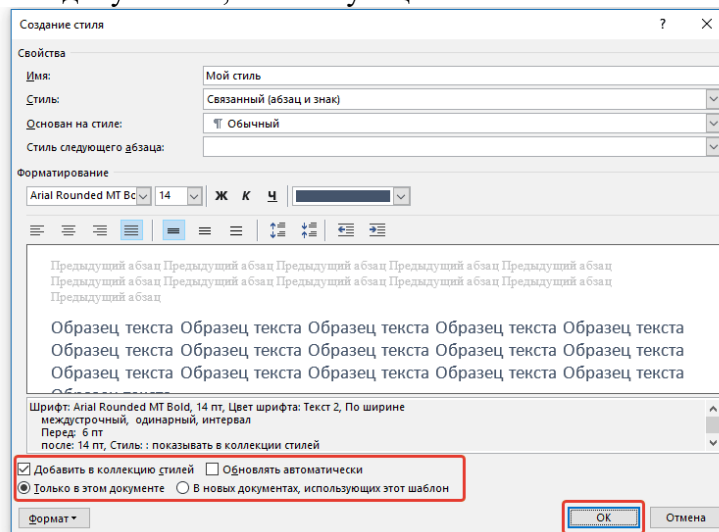 Создание стиля ? ×
Свойства
Имя: Мой стиль
Стиль: Связанный (абзац и знак)
Основан на стиле: ¶ Обычный
Стиль следующего абзаца:
Форматирование
Arial Rounded MT Bc 14 Ж К Ч
Предыдущий абзац Предыдущий абзац Предыдущий абзац Предыдущий абзац Предыдущий абзац
Предыдущий абзац Предыдущий абзац Предыдущий абзац Предыдущий абзац Предыдущий абзац
Предыдущий абзац
Образец текста Образец текста Образец текста Образец текста Образец текста
Образец текста Образец текста Образец текста Образец текста Образец текста
Образец текста Образец текста Образец текста Образец текста Образец текста
Образец текста
Шрифт: Arial Rounded MT Bold, 14 пт, Цвет шрифта: Текст 2, По ширине
междустрочный, одинарный, интервал
Перед: 6 пт
после: 14 пт, Стиль: : показывать в коллекции стилей
Добавить в коллекцию стилей Обновлять автоматически
Только в этом документе В новых документах, использующих этот шаблон
Формат ОК Отмена